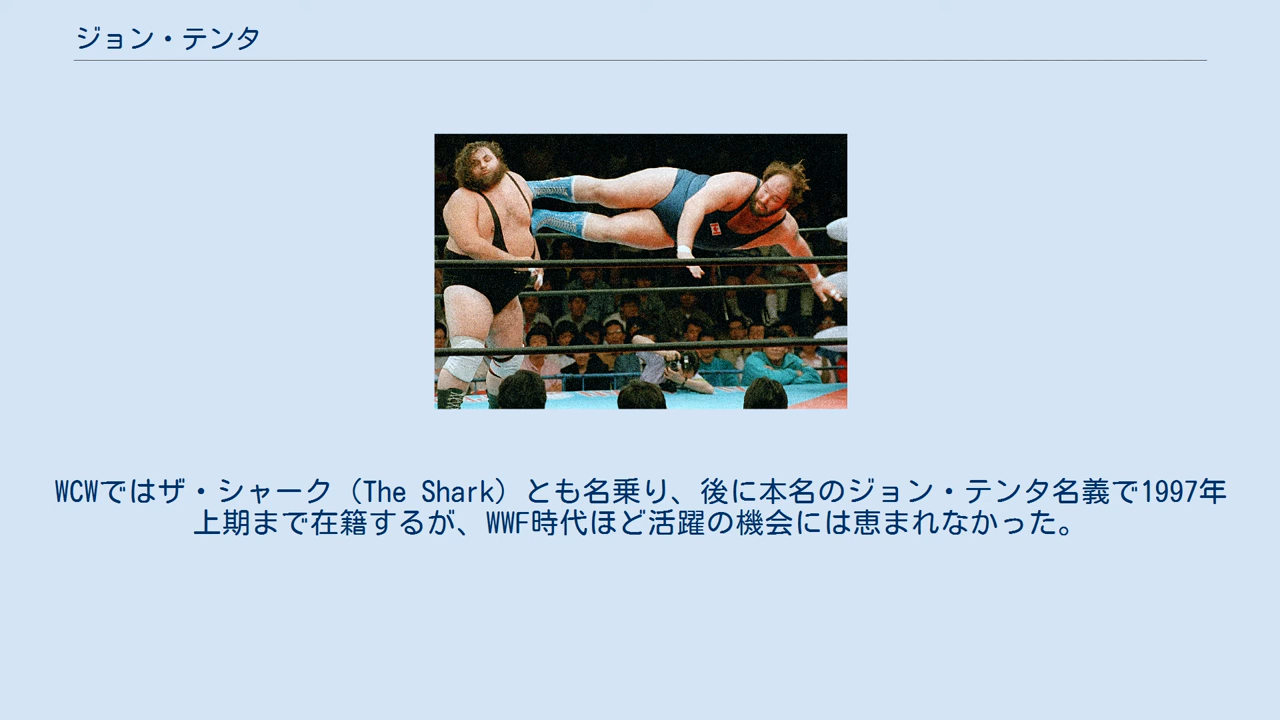 ジョン・テンタ
WCWではザ・シャーク（The Shark）とも名乗り、後に本名のジョン・テンタ名義で1997年
上期まで在籍するが、WWF時代ほど活躍の機会には恵まれなかった。